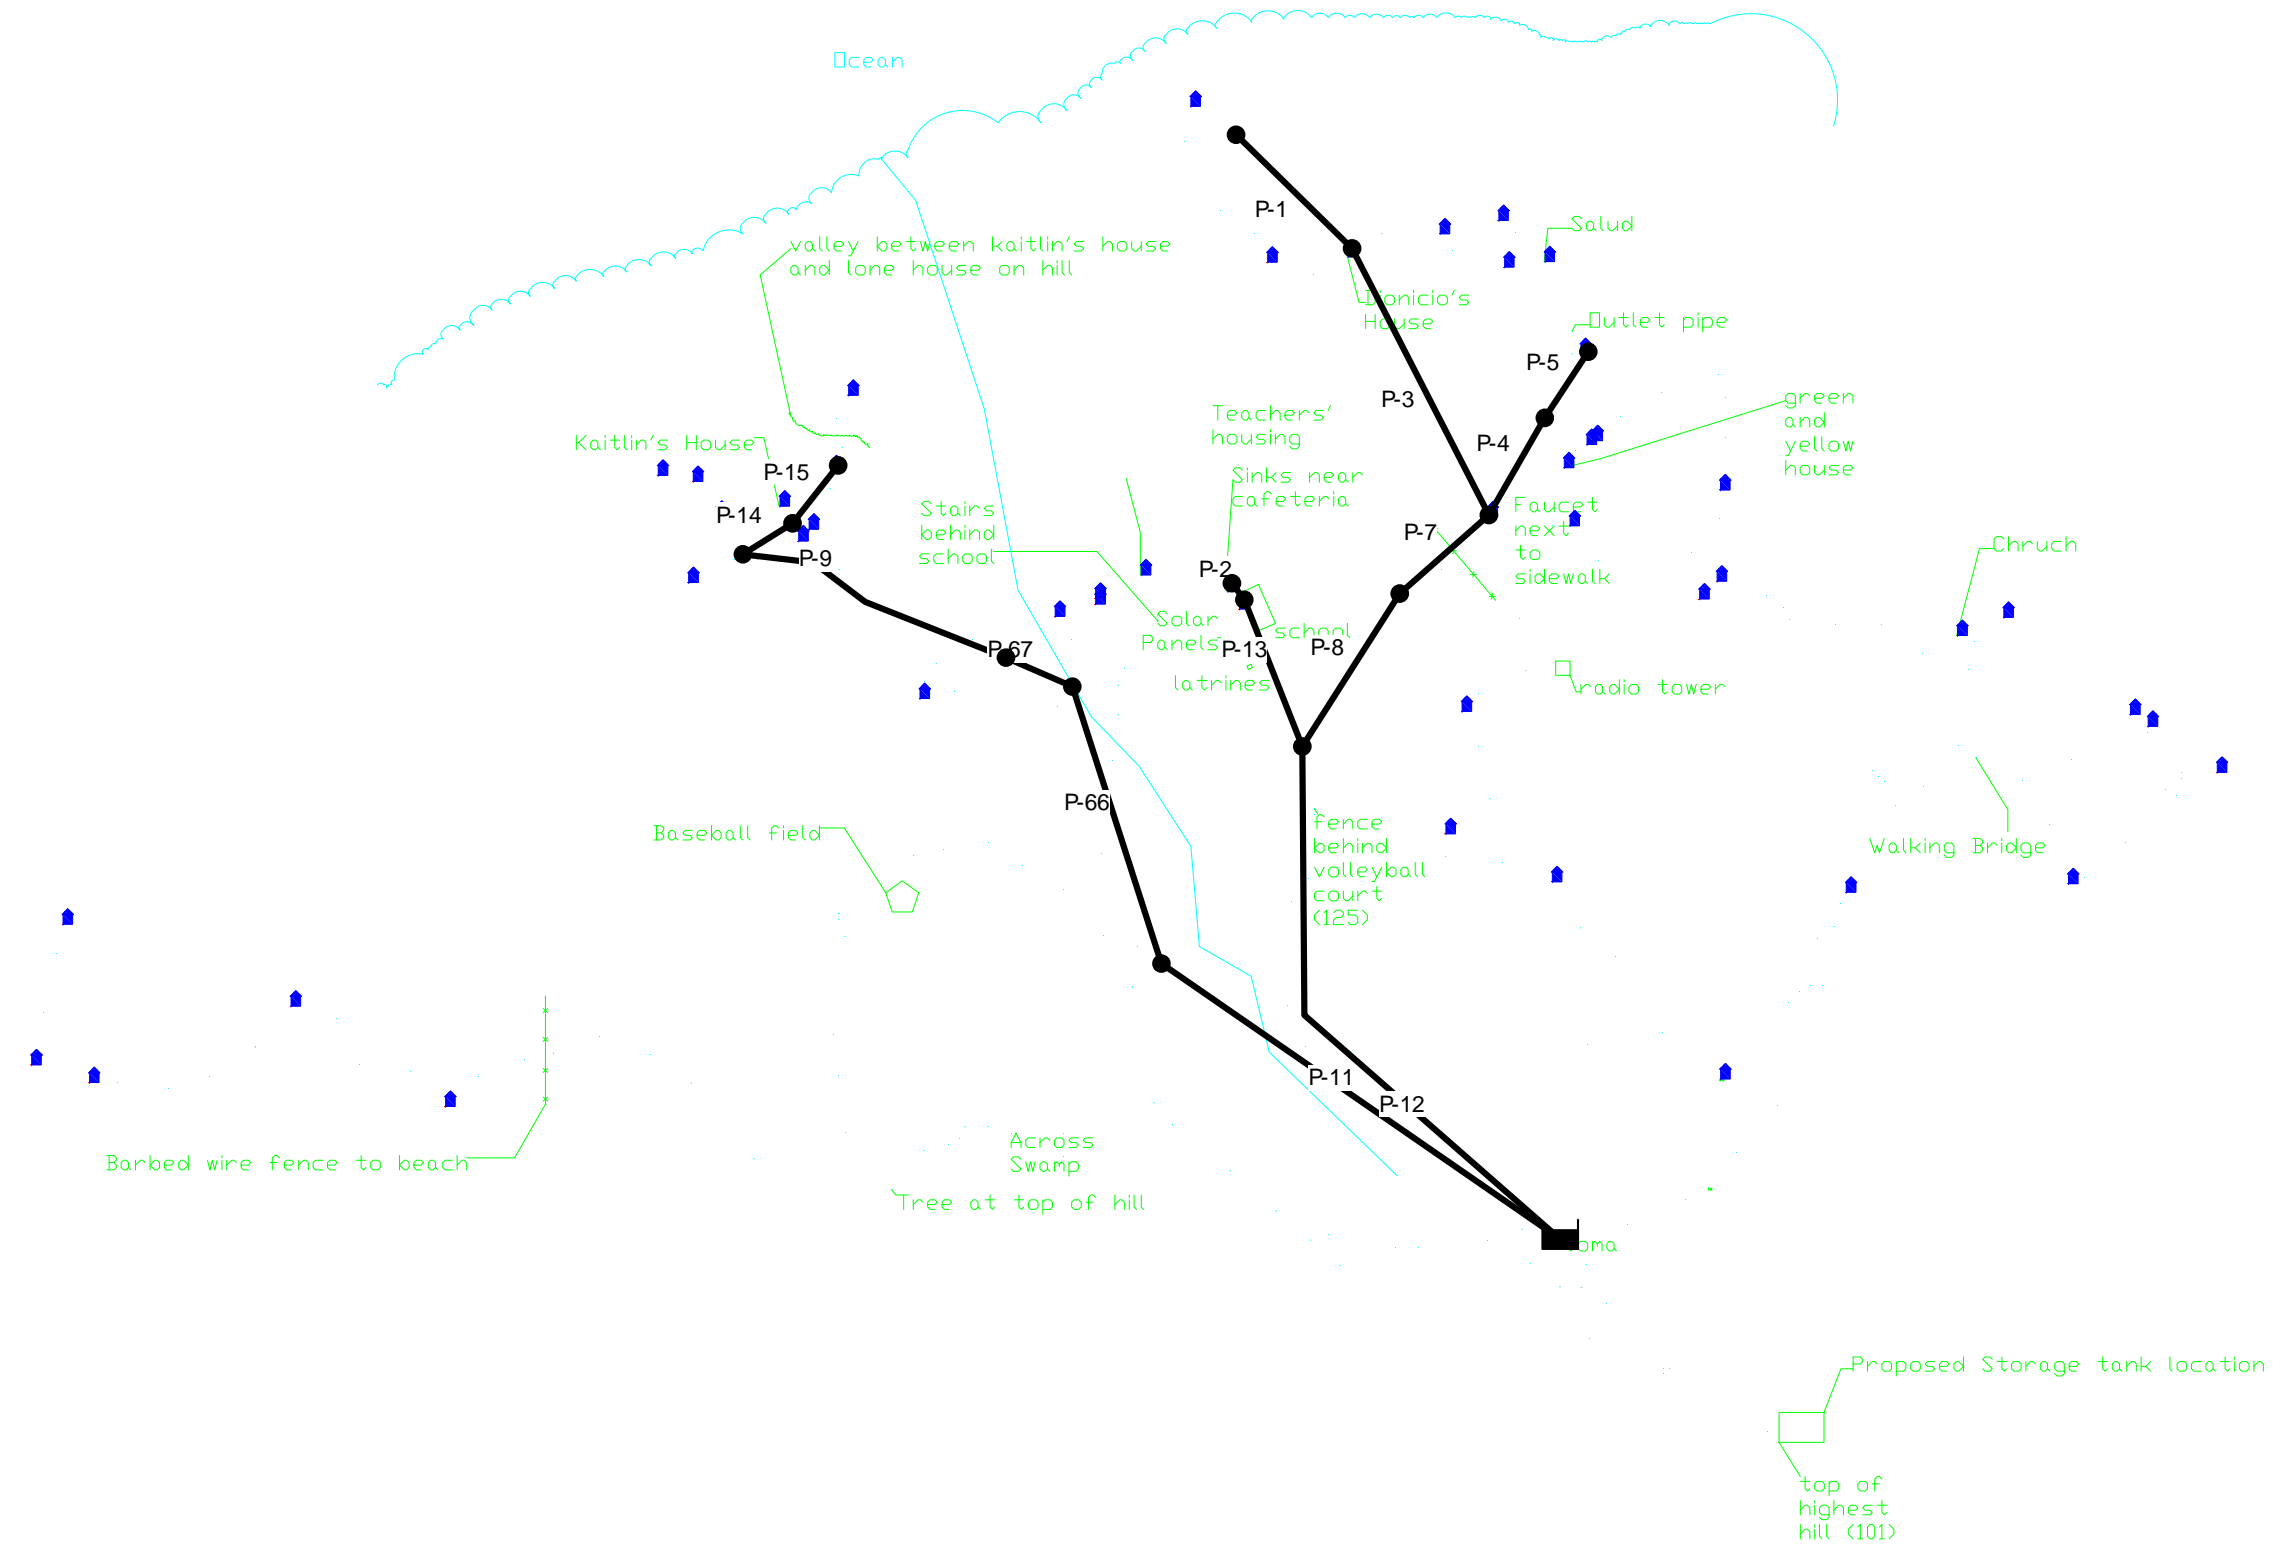 Ocean
P-1
Salud
valley between kaitlin's house
and lone house on hill
Dionicio's
House
Outlet pipe
P-5
P-3
green
and
yellow
house
Teachers'
housing
Kaitlin's House
P-4
P-15
Sinks near
cafeteria
Stairs
behind
school
P-14
Faucet
next
to
sidewalk
P-7
Chruch
P-9
P-2
Solar
Panels
school
P-13
P-8
P-67
latrines
radio tower
P-66
Baseball field
fence
behind
volleyball
court
(125)
Walking Bridge
P-11
P-12
Across
Swamp
Barbed wire fence to beach
Tree at top of hill
Proposed Storage tank location
top of
highest
hill (101)